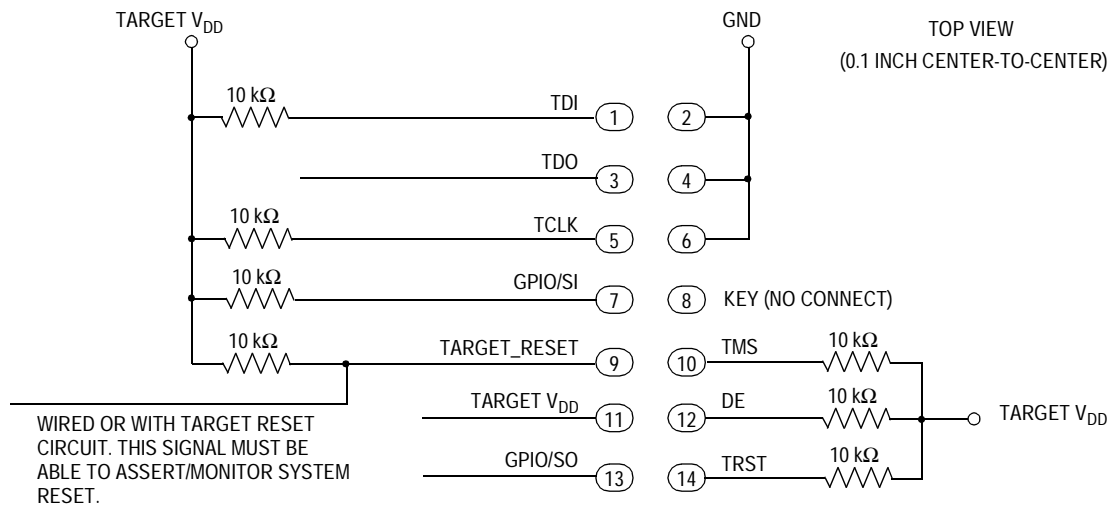 TARGET VDD
GND
TOP VIEW
(0.1 INCH CENTER-TO-CENTER)
10 kΩ
TDI
1
2
TDO
3
4
10 kΩ
TCLK
5
6
10 kΩ
GPIO/SI
7
8
KEY (NO CONNECT)
10 kΩ
TARGET_RESET
9
10
TMS
10 kΩ
WIRED OR WITH TARGET RESET
CIRCUIT. THIS SIGNAL MUST BE
ABLE TO ASSERT/MONITOR SYSTEM
RESET.
TARGET VDD
11
12
DE
10 kΩ
TARGET VDD
GPIO/SO
13
14
TRST
10 kΩ